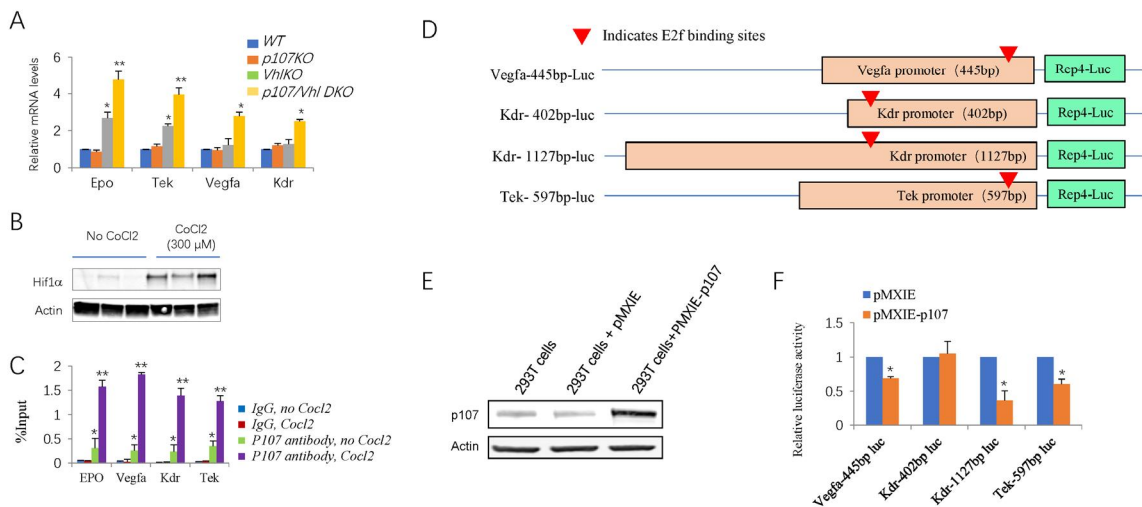 A
WT
p107KO
VhlKO
p107/Vhl DKO
Relative mRNA levels
6
4
2
0
**
*
**
*
*
*
Epo
Tek
Vegfa
Kdr
B
No CoCl2
CoCl2
(300 μM)
Hif1α
Actin
C
%Input
2
1.5
1
0.5
0
**
*
**
*
**
*
**
*
EPO
Vegfa
Kdr
Tek
IgG, no Cocl2
IgG, Cocl2
P107 antibody, no Cocl2
P107 antibody, Cocl2
D
Indicates E2f binding sites
Vegfa-445bp-Luc
Vegfa promoter (445bp)
Rep4-Luc
Kdr- 402bp-luc
Kdr promoter (402bp)
Rep4-Luc
Kdr- 1127bp-luc
Kdr promoter (1127bp)
Rep4-Luc
Tek- 597bp-luc
Tek promoter (597bp)
Rep4-Luc
E
293T cells
293T cells + pMXIE
293T cells+PMXIE-p107
p107
Actin
F
pMXIE
pMXIE-p107
Relative luciferase activity
1.5
1
0.5
0
*
*
*
Vegfa-445bp luc
Kdr-402bp luc
Kdr-1127bp luc
Tek-597bp luc